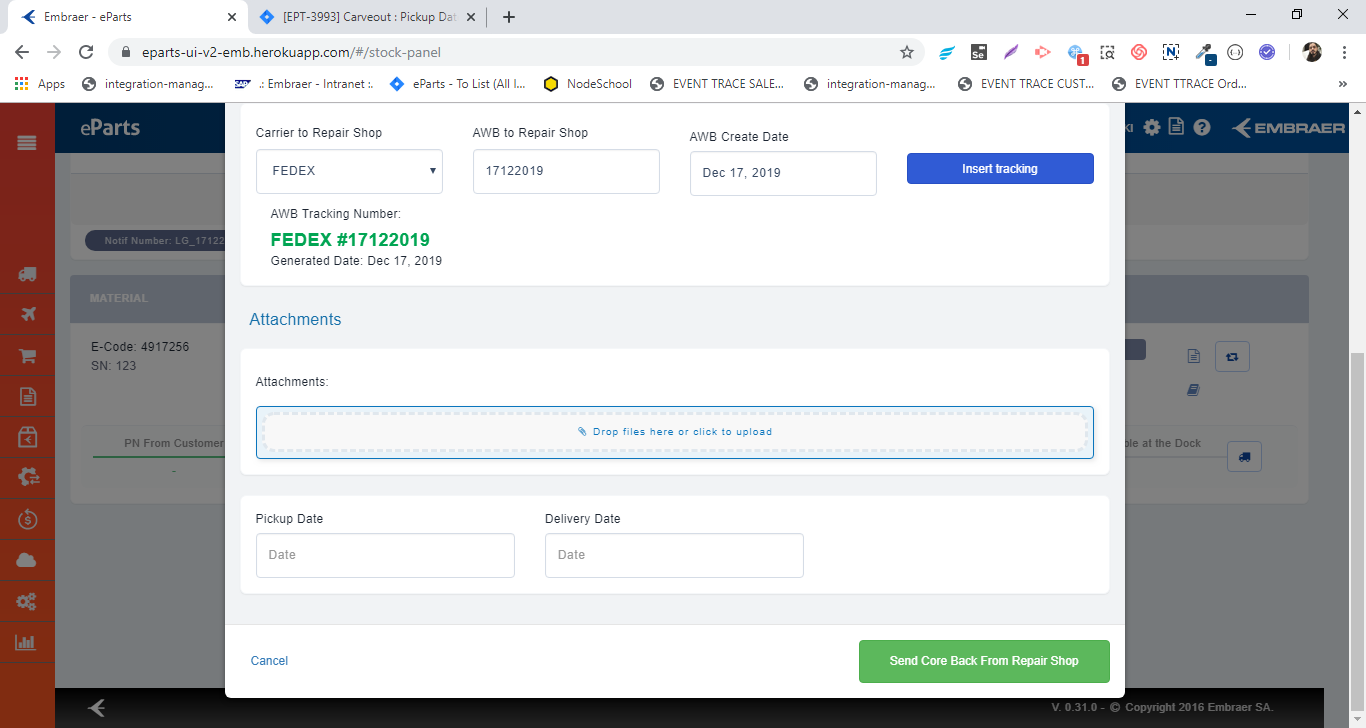 Embraer - eParts
[EPT-3993] Carveout : Pickup Dat
eparts-ui-v2-emb.herokuapp.com/#/stock-panel
Se
1
N
Apps
integration-manag...
SAP
.: Embraer - Intranet :.
eParts - To List (All I...
NodeSchool
EVENT TRACE SALE...
integration-manag...
EVENT TRACE CUST...
EVENT TTRACE Ord...
eParts
KI
EMBRAER
Carrier to Repair Shop
AWB to Repair Shop
AWB Create Date
FEDEX
17122019
Dec 17, 2019
Insert tracking
AWB Tracking Number:
FEDEX #17122019
Generated Date: Dec 17, 2019
Notif Number: LG_17122
MATERIAL
Attachments
E-Code: 4917256
SN: 123
Attachments:
Drop files here or click to upload
PN From Customer
-
ble at the Dock
Pickup Date
Delivery Date
Date
Date
Cancel
Send Core Back From Repair Shop
V. 0.31.0 - © Copyright 2016 Embraer SA.